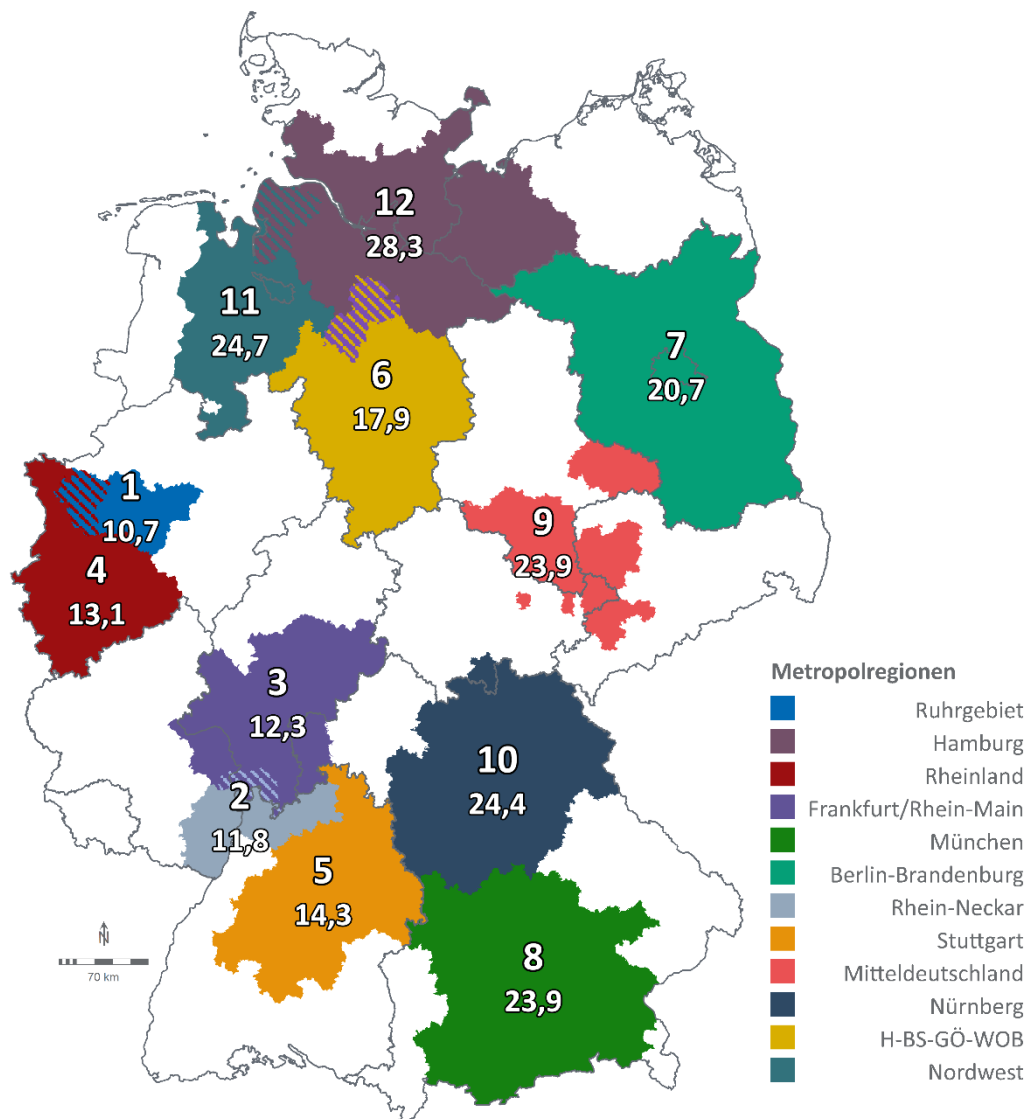 12
28,3
11
24,7
7
20,7
6
17,9
1
10,7
9
23,9
4
13,1
3
12,3
10
24,4
2
11,8
5
14,3
8
23,9
N
70 km
Metropolregionen
Ruhrgebiet
Hamburg
Rheinland
Frankfurt/Rhein-Main
München
Berlin-Brandenburg
Rhein-Neckar
Stuttgart
Mitteldeutschland
Nürnberg
H-BS-GÖ-WOB
Nordwest